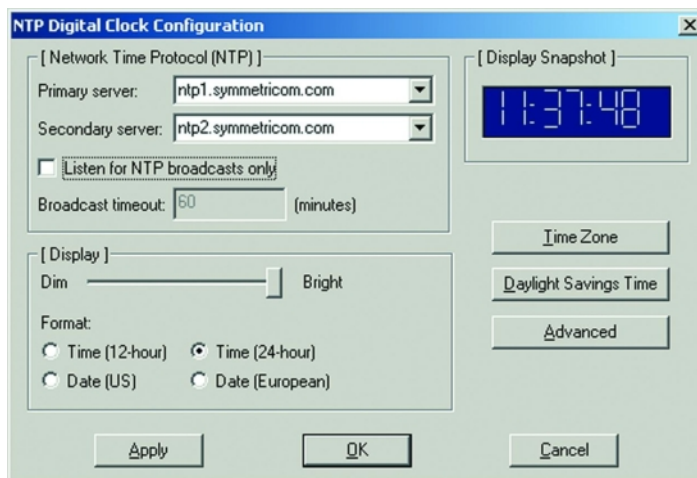 NTP Digital Clock Configuration
[ Network Time Protocol (NTP) ]
Primary server: ntp1.symmetricom.com
Secondary server: ntp2.symmetricom.com
Listen for NTP broadcasts only
Broadcast timeout: 60 (minutes)
[ Display Snapshot ]
11:37:48
Time Zone
Daylight Savings Time
Advanced
[ Display ]
Dim Bright
Format:
Time (12-hour) Time (24-hour)
Date (US) Date (European)
Apply OK Cancel